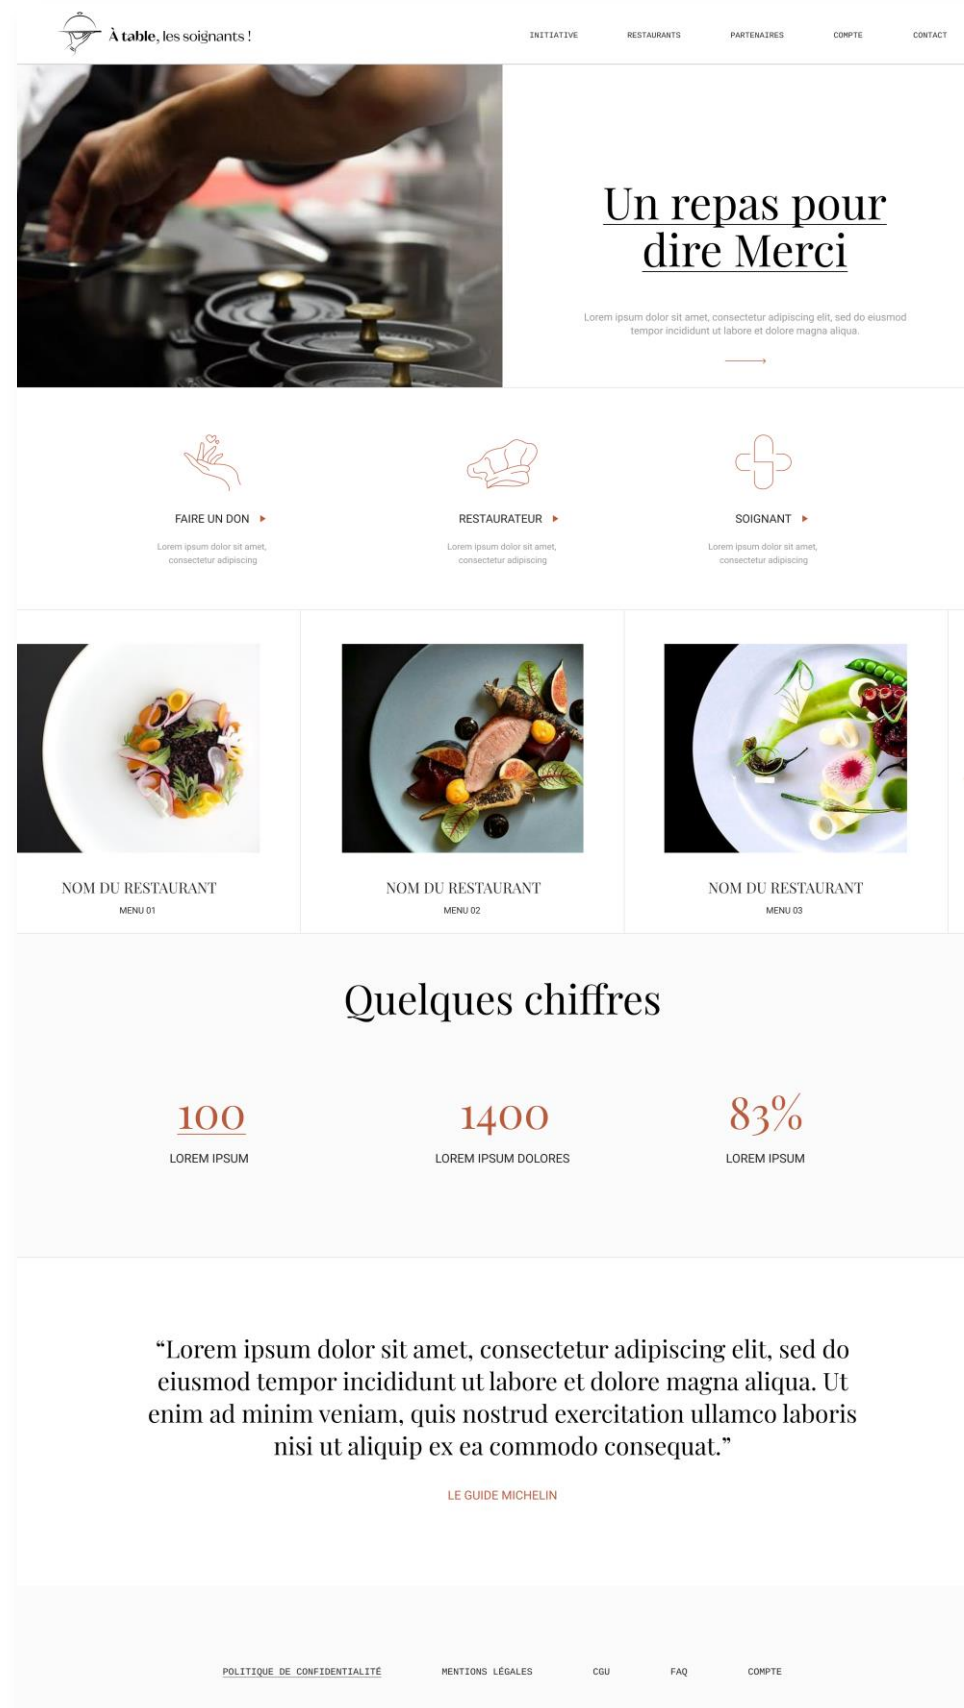 À table, les soignants !
INITIATIVE
RESTAURANTS
PARTENAIRES
COMPTE
CONTACT
Un repas pour
dire Merci
Lorem ipsum dolor sit amet, consectetur adipiscing elit, sed do eiusmod
tempor incididunt ut labore et dolore magna aliqua.
FAIRE UN DON
Lorem ipsum dolor sit amet,
consectetur adipiscing
RESTAURATEUR
Lorem ipsum dolor sit amet,
consectetur adipiscing
SOIGNANT
Lorem ipsum dolor sit amet,
consectetur adipiscing
NOM DU RESTAURANT
MENU 01
NOM DU RESTAURANT
MENU 02
NOM DU RESTAURANT
MENU 03
Quelques chiffres
100
LOREM IPSUM
1400
LOREM IPSUM DOLORES
83%
LOREM IPSUM
“Lorem ipsum dolor sit amet, consectetur adipiscing elit, sed do
eiusmod tempor incididunt ut labore et dolore magna aliqua. Ut
enim ad minim veniam, quis nostrud exercitation ullamco laboris
nisi ut aliquip ex ea commodo consequat.”
LE GUIDE MICHELIN
POLITIQUE DE CONFIDENTIALITÉ
MENTIONS LÉGALES
CGU
FAQ
COMPTE